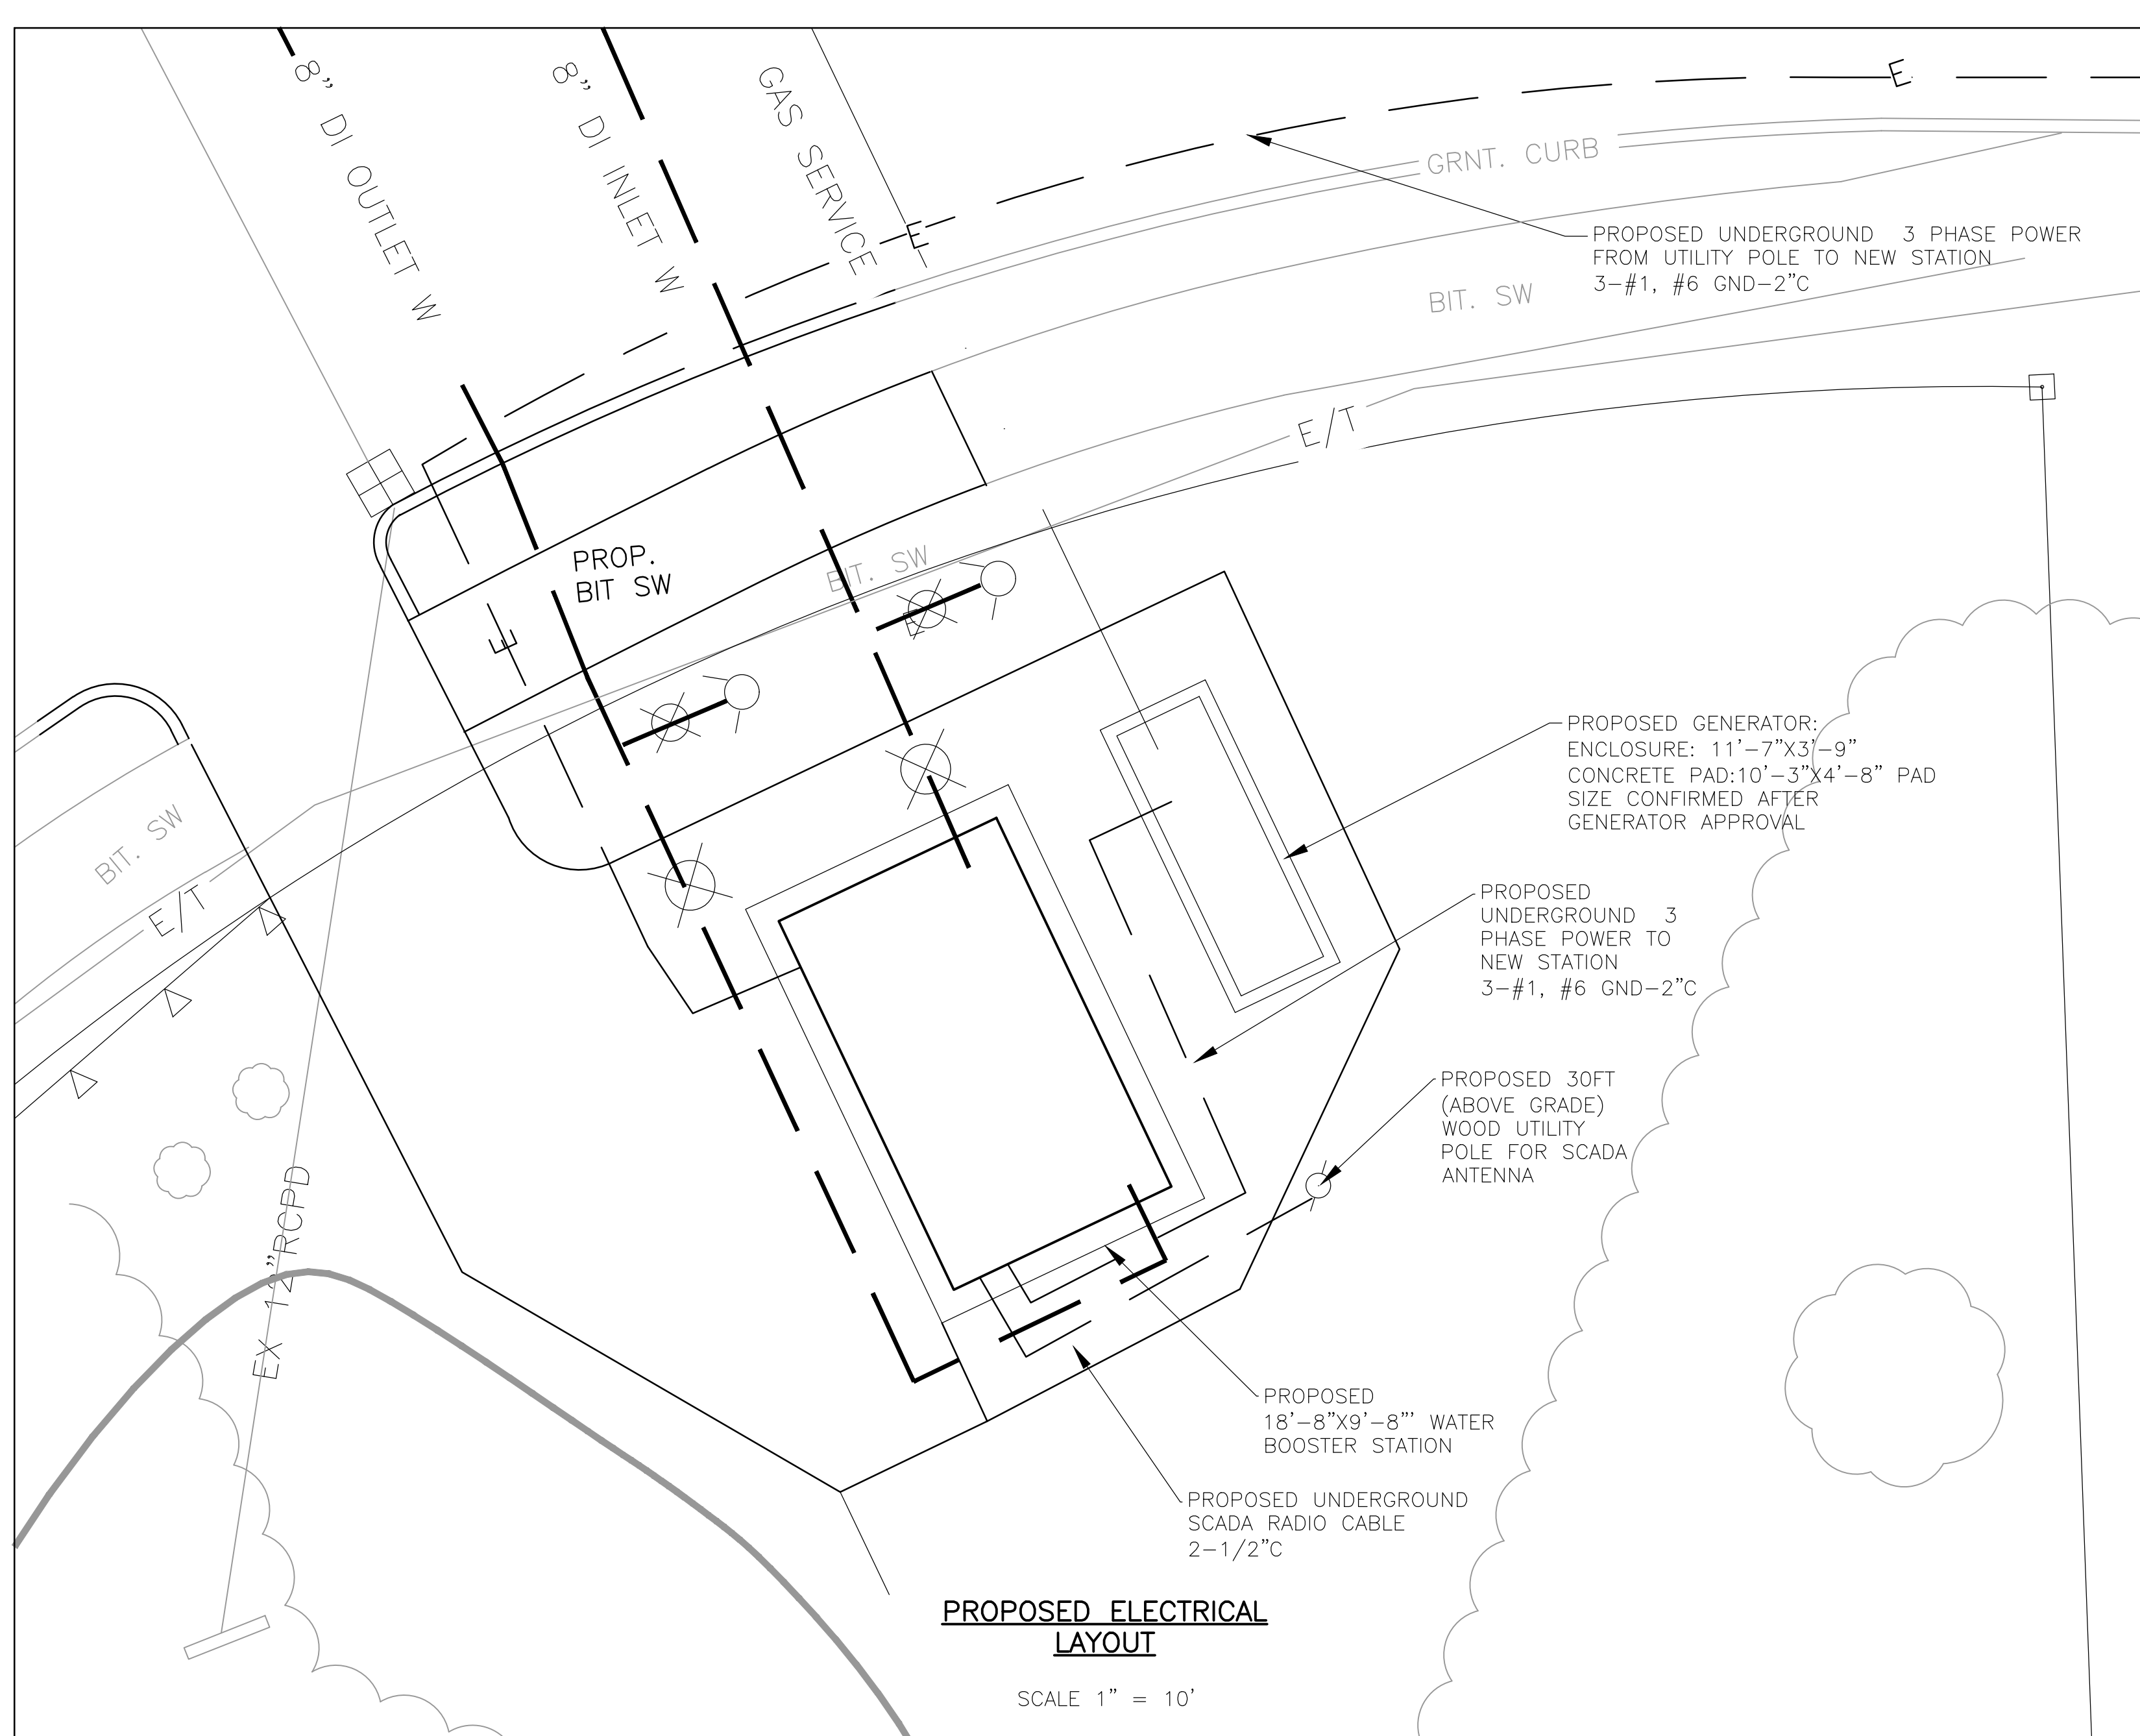 8" DI OUTLET W
8" DI INLET W
GAS SERVICE
E
E
GRNT. CURB
PROPOSED UNDERGROUND 3 PHASE POWER
FROM UTILITY POLE TO NEW STATION
3-#1, #6 GND-2"C
BIT. SW
E/T
PROP.
BIT SW
BIT. SW
E
E
PROPOSED GENERATOR:
ENCLOSURE: 11'-7"X3'-9"
CONCRETE PAD:10'-3"X4'-8" PAD
SIZE CONFIRMED AFTER
GENERATOR APPROVAL
BIT. SW
E/T
PROPOSED
UNDERGROUND 3
PHASE POWER TO
NEW STATION
3-#1, #6 GND-2"C
PROPOSED 30FT
(ABOVE GRADE)
WOOD UTILITY
POLE FOR SCADA
ANTENNA
EX 12"RCPD
PROPOSED
18'-8"X9'-8"' WATER
BOOSTER STATION
PROPOSED UNDERGROUND
SCADA RADIO CABLE
2-1/2"C
PROPOSED ELECTRICAL
LAYOUT
SCALE 1" = 10'